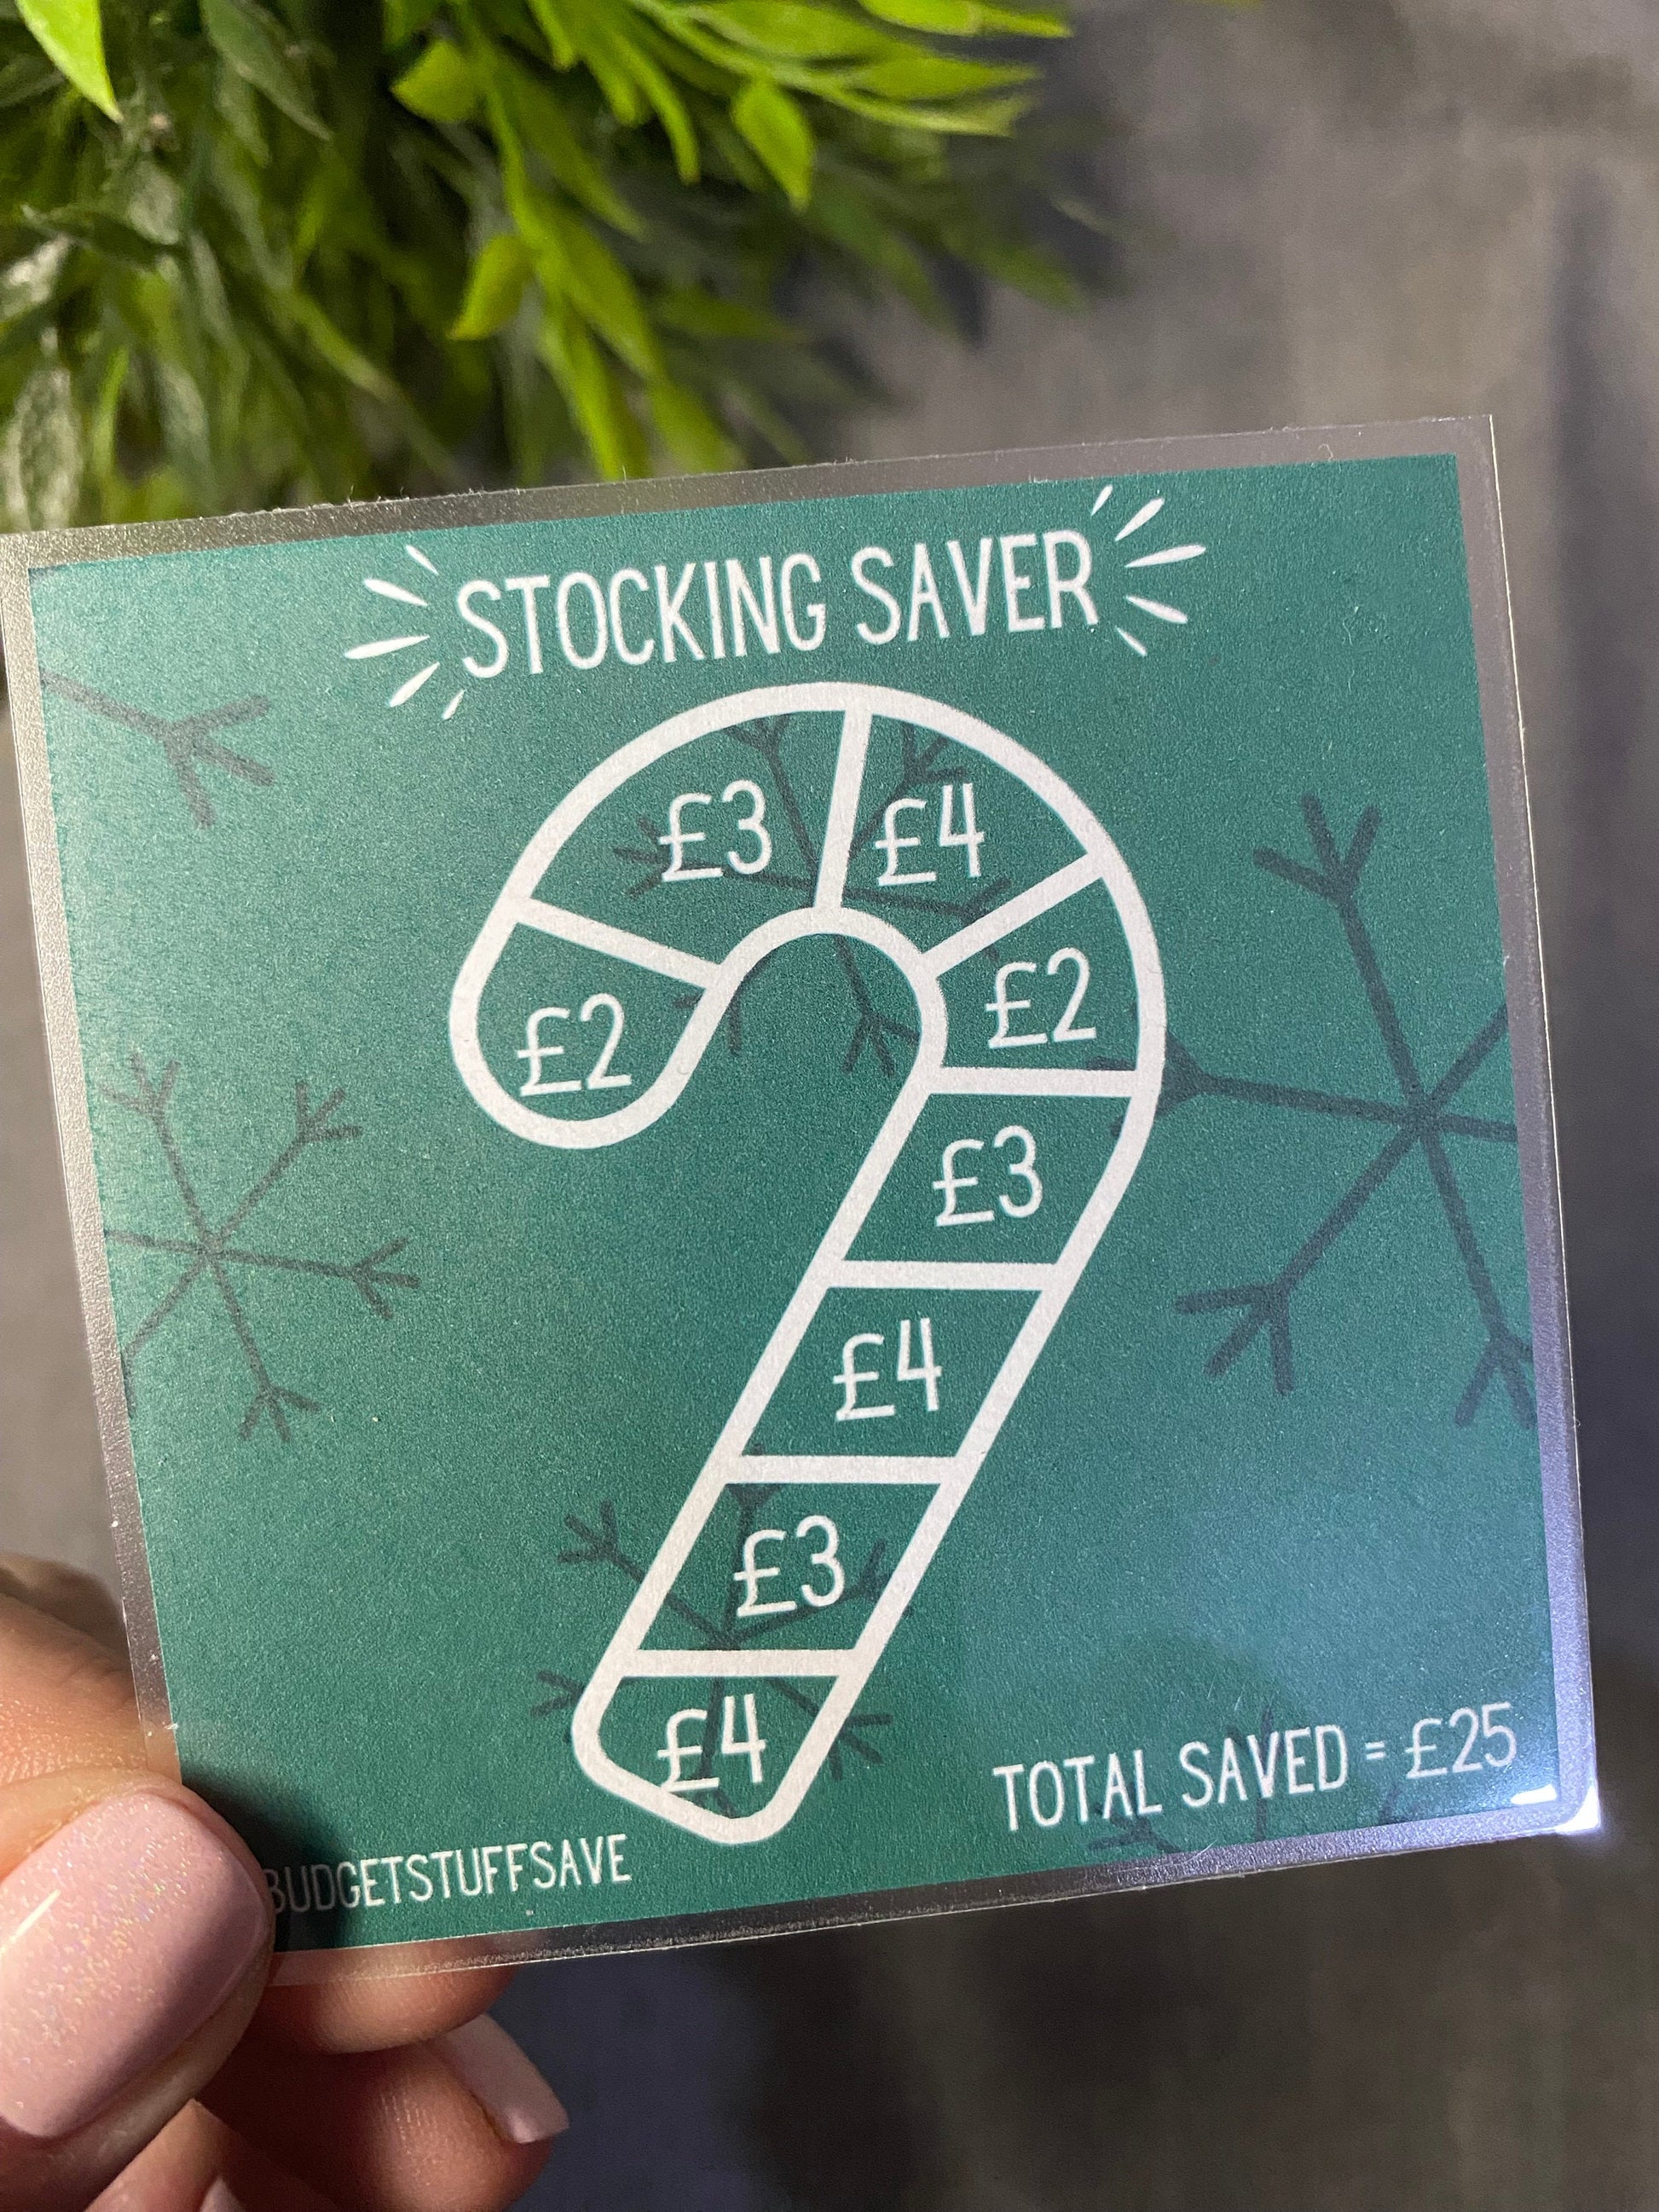 STOCKING SAVER
£3
£4
£2
£2
£3
£4
£3
£4
TOTAL SAVED = £25
BUDGETSTUFFSAVE